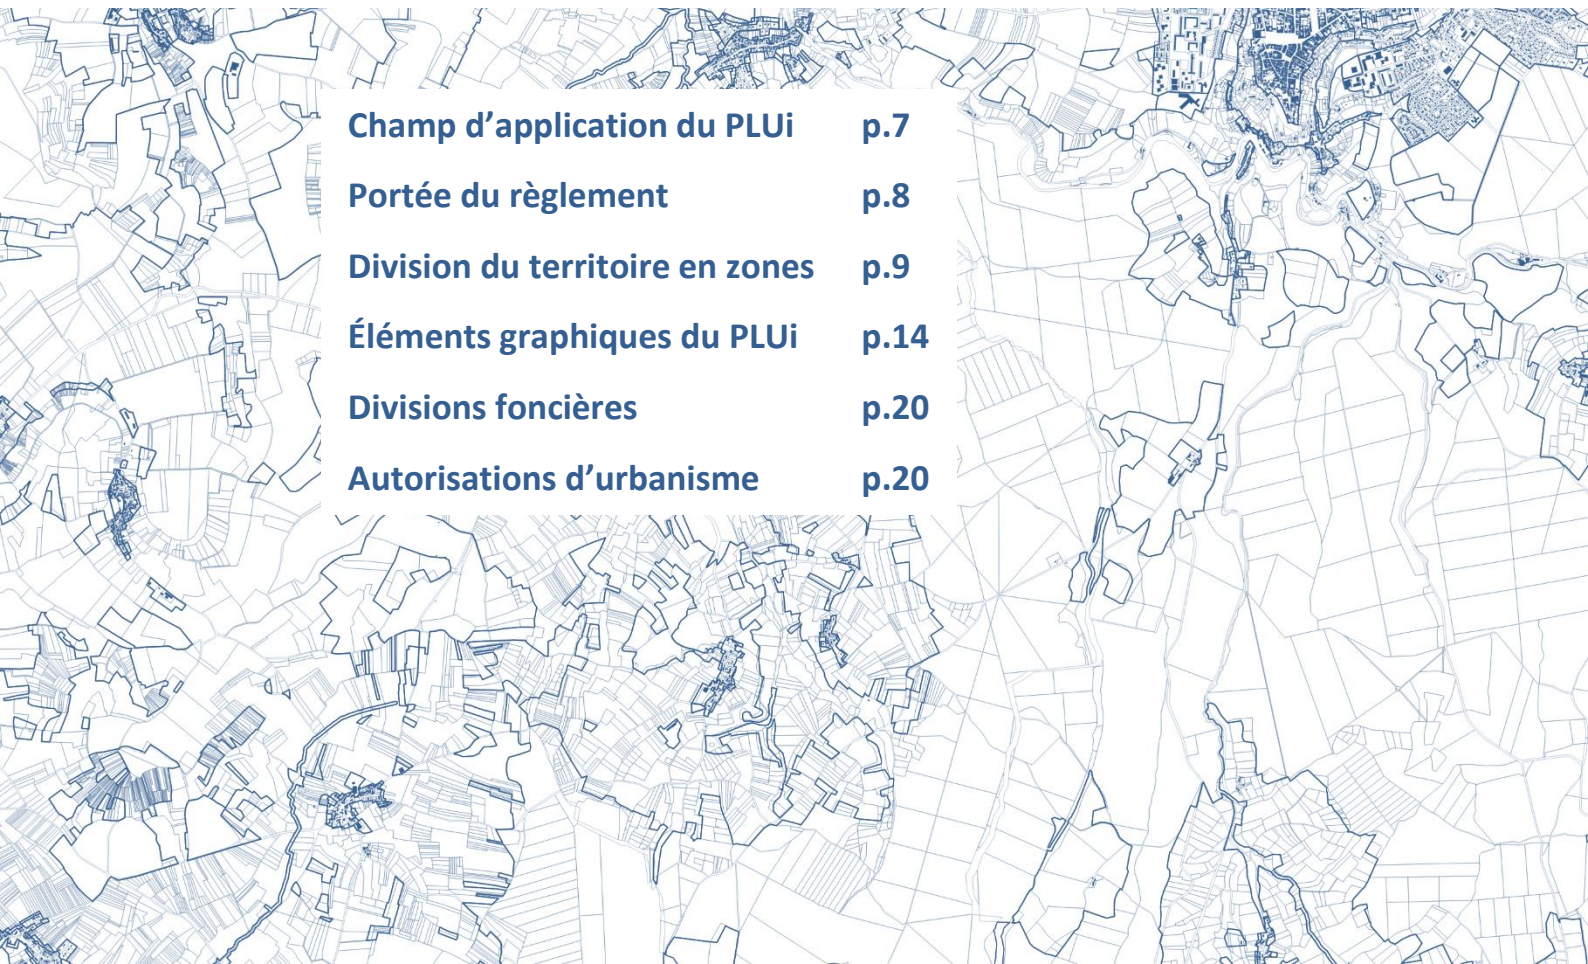 Champ d’application du PLUi p.7
Portée du règlement p.8
Division du territoire en zones p.9
Éléments graphiques du PLUi p.14
Divisions foncières p.20
Autorisations d’urbanisme p.20